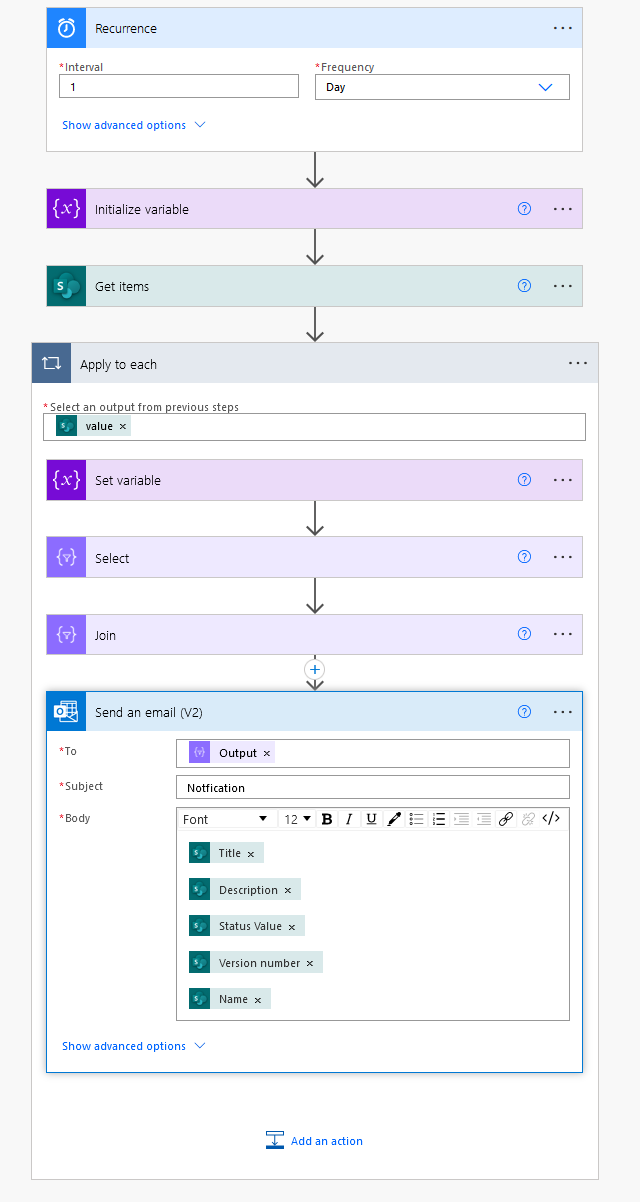 Recurrence
*Interval
*Frequency
1
Day
Show advanced options
{x} Initialize variable
S Get items
Apply to each
*Select an output from previous steps
S value ×
{x} Set variable
Select
Join
Send an email (V2)
*To
Output ×
*Subject
Notfication
*Body
Font 12 B I U </>
S Title ×
S Description ×
S Status Value ×
S Version number ×
S Name ×
Show advanced options
Add an action